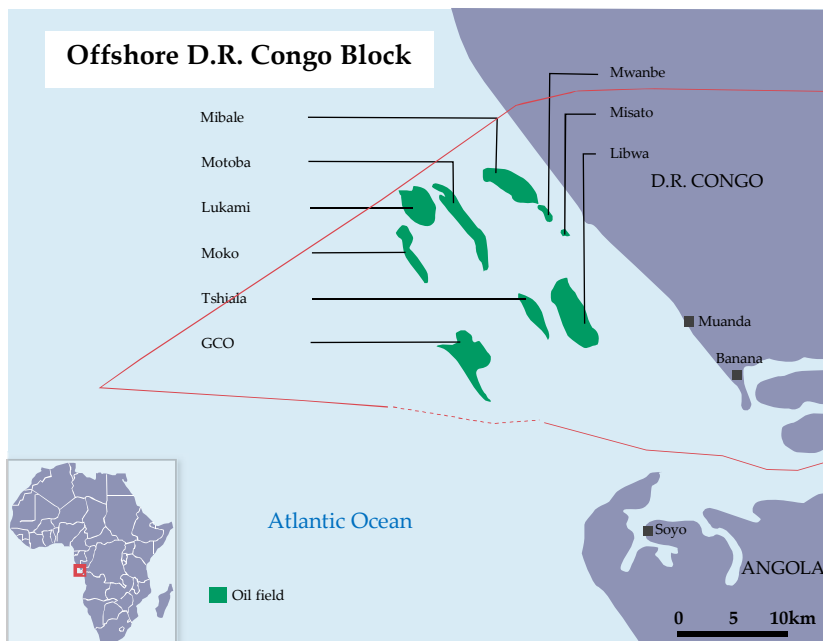 Offshore D.R. Congo Block
Mwanbe
Mibale
Misato
Motoba
Libwa
D.R. CONGO
Lukami
Moko
Tshiala
Muanda
GCO
Banana
Atlantic Ocean
Soyo
ANGOLA
Oil field
0 5 10km